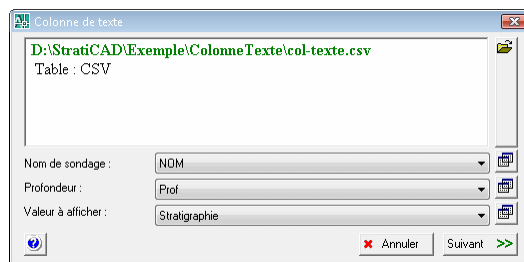 Colonne de texte
D:\StratiCAD\Exemple\ColonneTexte\col-texte.csv
Table : CSV
Nom de sondage : NOM
Profondeur : Prof
Valeur à afficher : Stratigraphie
Annuler Suivant >>